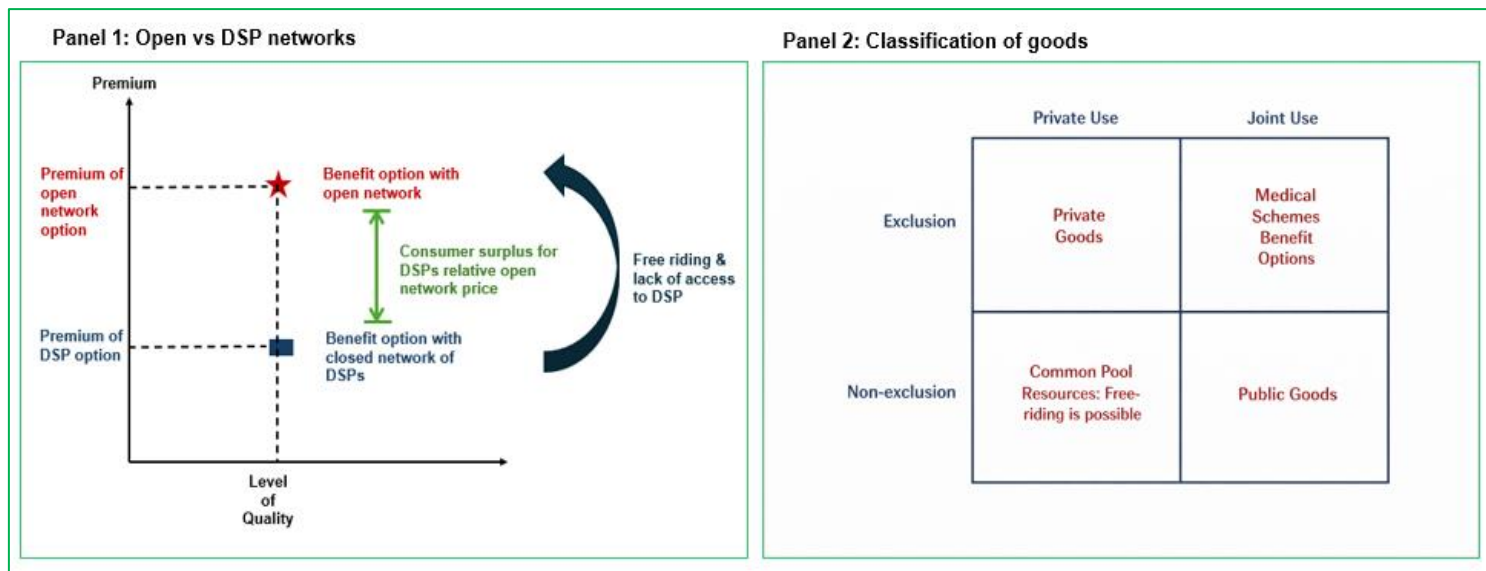 Panel 1: Open vs DSP networks
Premium
Premium of
open
network
option
Benefit option with
open network
Consumer surplus for
DSPs relative open
network price
Free riding &
lack of access
to DSP
Premium of
DSP option
Benefit option with
closed network of
DSPs
Level
of
Quality
Panel 2: Classification of goods
Private Use
Joint Use
Exclusion
Private
Goods
Medical
Schemes
Benefit
Options
Non-exclusion
Common Pool
Resources: Free-
riding is possible
Public Goods